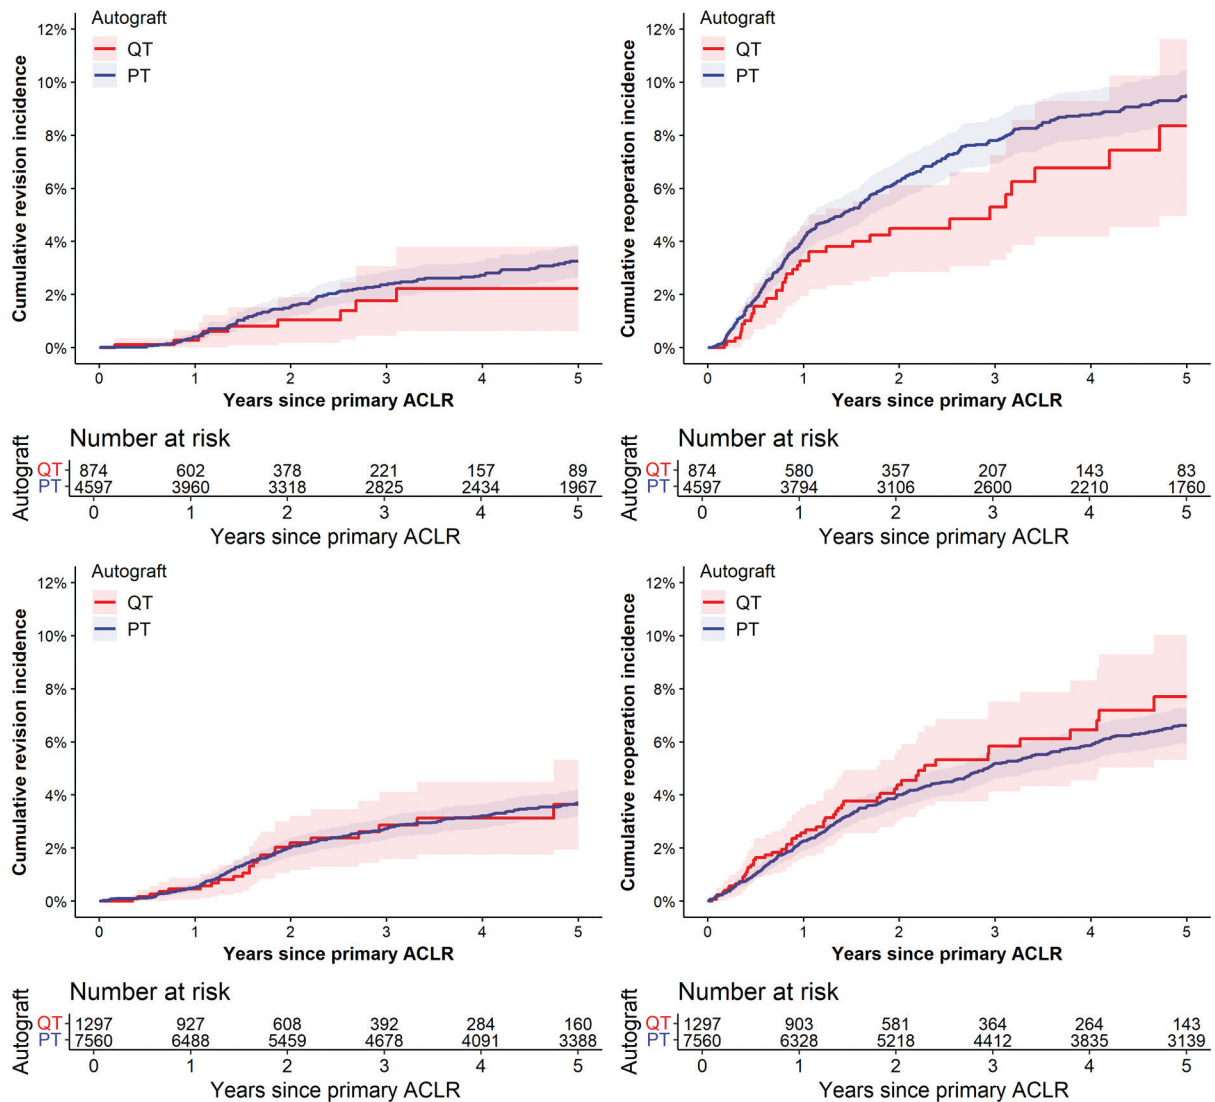 Autograft
QT
PT
Cumulative revision incidence
12%
10%
8%
6%
4%
2%
0%
0 1 2 3 4 5
Years since primary ACLR
Number at risk
Autograft
QT 874 602 378 221 157 89
PT 4597 3960 3318 2825 2434 1967
0 1 2 3 4 5
Years since primary ACLR
Autograft
QT
PT
Cumulative reoperation incidence
12%
10%
8%
6%
4%
2%
0%
0 1 2 3 4 5
Years since primary ACLR
Number at risk
Autograft
QT 874 580 357 207 143 83
PT 4597 3794 3106 2600 2210 1760
0 1 2 3 4 5
Years since primary ACLR
Autograft
QT
PT
Cumulative revision incidence
12%
10%
8%
6%
4%
2%
0%
0 1 2 3 4 5
Years since primary ACLR
Number at risk
Autograft
QT 1297 927 608 392 284 160
PT 7560 6488 5459 4678 4091 3388
0 1 2 3 4 5
Years since primary ACLR
Autograft
QT
PT
Cumulative reoperation incidence
12%
10%
8%
6%
4%
2%
0%
0 1 2 3 4 5
Years since primary ACLR
Number at risk
Autograft
QT 1297 903 581 364 264 143
PT 7560 6328 5218 4412 3835 3139
0 1 2 3 4 5
Years since primary ACLR